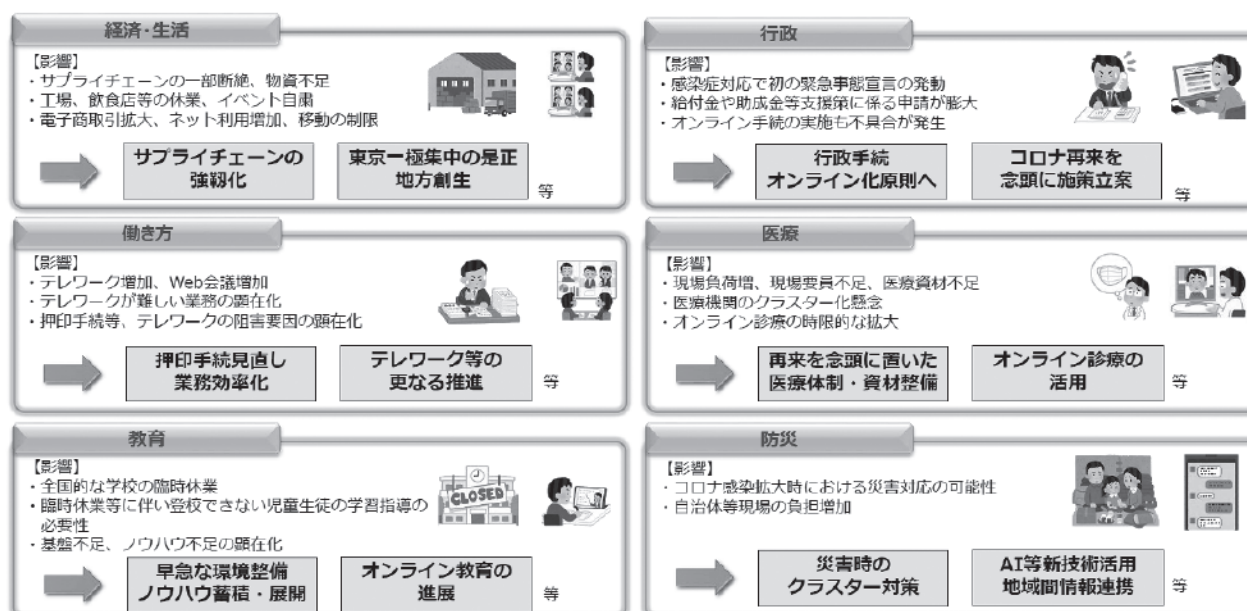 経済・生活
【影響】
・サプライチェーンの一部断絶、物資不足
・工場、飲食店等の休業、イベント自粛
・電子商取引拡大、ネット利用増加、移動の制限
サプライチェーンの
強靱化
東京一極集中の是正
地方創生
等
行政
【影響】
・感染症対応で初の緊急事態宣言の発動
・給付金や助成金等支援策に係る申請が膨大
・オンライン手続の実施も不具合が発生
行政手続
オンライン化原則へ
コロナ再来を
念頭に施策立案
等
働き方
【影響】
・テレワーク増加、Web会議増加
・テレワークが難しい業務の顕在化
・押印手続等、テレワークの阻害要因の顕在化
押印手続見直し
業務効率化
テレワーク等の
更なる推進
等
医療
【影響】
・現場負荷増、現場要員不足、医療資材不足
・医療機関のクラスター化懸念
・オンライン診療の時限的な拡大
再来を念頭に置いた
医療体制・資材整備
オンライン診療の
活用
等
教育
【影響】
・全国的な学校の臨時休業
・臨時休業等に伴い登校できない児童生徒の学習指導の
必要性
・基盤不足、ノウハウ不足の顕在化
CLOSED
早急な環境整備
ノウハウ蓄積・展開
オンライン教育の
進展
等
防災
【影響】
・コロナ感染拡大時における災害対応の可能性
・自治体等現場の負担増加
災害時の
クラスター対策
AI等新技術活用
地域間情報連携
等